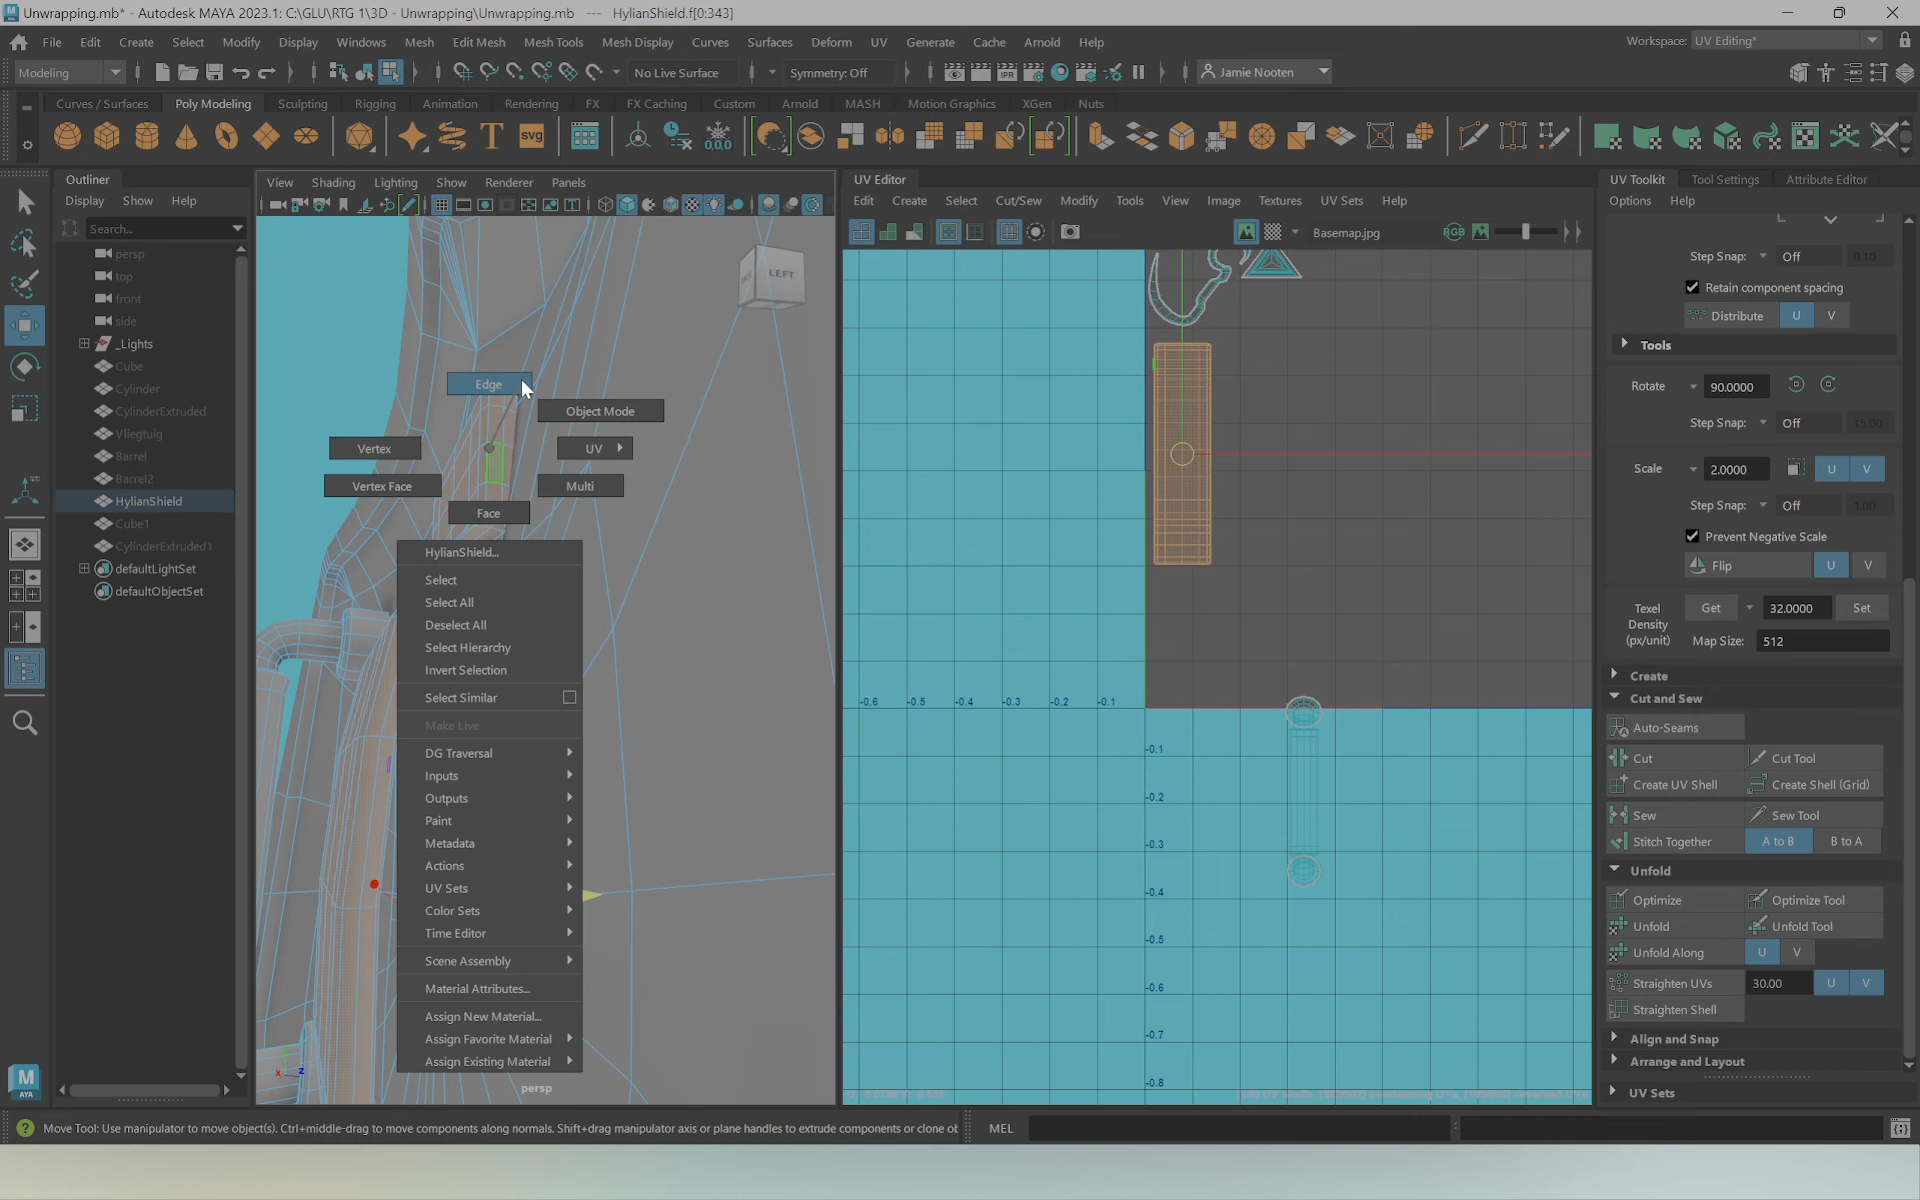 Unwrapping.mb* - Autodesk MAYA 2023.1: C:\GLU\RTG 1\3D - Unwrapping\Unwrapping.mb --- HylianShield.f[0:343]
File Edit Create Select Modify Display Windows Mesh Edit Mesh Mesh Tools Mesh Display Curves Surfaces Deform UV Generate Cache Arnold Help Workspace: UV Editing*
Modeling No Live Surface Symmetry: Off IPR Jamie Nooten
Curves / Surfaces Poly Modeling Sculpting Rigging Animation Rendering FX FX Caching Custom Arnold MASH Motion Graphics XGen Nuts
T svg 0,0,0
Outliner
Display Show Help
Search...
persp
top
front
side
_Lights
Cube
Cylinder
CylinderExtruded
Vliegtuig
Barrel
Barrel2
HylianShield
Cube1
CylinderExtruded1
defaultLightSet
defaultObjectSet
View Shading Lighting Show Renderer Panels
LEFT
Edge
Object Mode
Vertex
UV
Vertex Face
Multi
Face
HylianShield...
Select
Select All
Deselect All
Select Hierarchy
Invert Selection
Select Similar
Make Live
DG Traversal
Inputs
Outputs
Paint
Metadata
Actions
UV Sets
Color Sets
Time Editor
Scene Assembly
Material Attributes...
Assign New Material...
Assign Favorite Material
Assign Existing Material
x z
persp
UV Editor
Edit Create Select Cut/Sew Modify Tools View Image Textures UV Sets Help
Basemap.jpg RGB
-0.6 -0.5 -0.4 -0.3 -0.2 -0.1
-0.1
-0.2
-0.3
-0.4
-0.5
-0.6
-0.7
-0.8
UV Toolkit Tool Settings Attribute Editor
Options Help
Step Snap: Off 0.10
Retain component spacing
Distribute U V
Tools
Rotate 90.0000
Step Snap: Off 15.00
Scale 2.0000 U V
Step Snap: Off 1.00
Prevent Negative Scale
Flip U V
Texel Density (px/unit) Get 32.0000 Set
Map Size: 512
Create
Cut and Sew
Auto-Seams
Cut Cut Tool
Create UV Shell Create Shell (Grid)
Sew Sew Tool
Stitch Together A to B B to A
Unfold
Optimize Optimize Tool
Unfold Unfold Tool
Unfold Along U V
Straighten UVs 30.00 U V
Straighten Shell
Align and Snap
Arrange and Layout
UV Sets
M
AYA
Move Tool: Use manipulator to move object(s). Ctrl+middle-drag to move components along normals. Shift+drag manipulator axis or plane handles to extrude components or clone ob
MEL